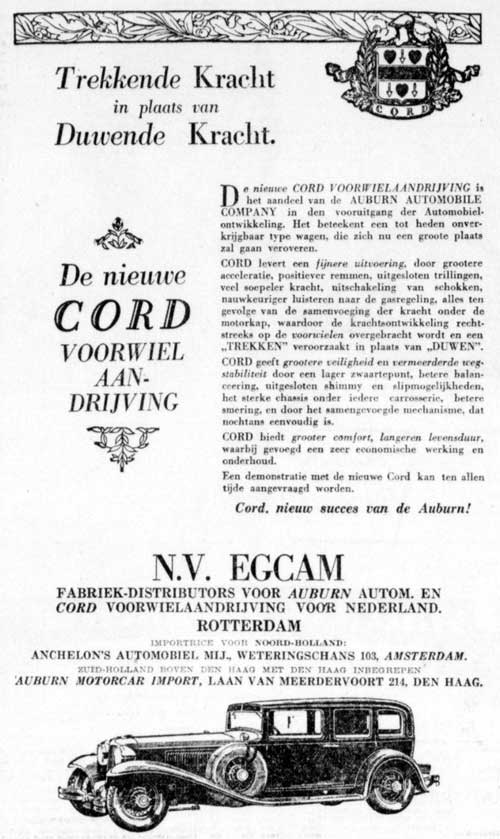 CORD
Trekkende Kracht
in plaats van
Duwende Kracht.
De nieuwe
CORD
VOORWIEL
AAN-
DRIJVING
De nieuwe CORD VOORWIELAANDRIJVING is
het aandeel van de AUBURN AUTOMOBILE
COMPANY in den vooruitgang der Automobiel-
ontwikkeling. Het beteekent een tot heden onver-
krijgbaar type wagen, die zich nu een groote plaats
zal gaan veroveren.
CORD levert een fijnere uitvoering, door grootere
acceleratie, positiever remmen, uitgesloten trillingen,
veel soepeler kracht, uitschakeling van schokken,
nauwkeuriger luisteren naar de gasregeling, alles ten
gevolge van de samenvoeging der kracht onder de
motorkap, waardoor de krachtsontwikkeling recht-
streeks op de voorwielen overgebracht wordt en een
„TREKKEN” veroorzaakt in plaats van „DUWEN”.
CORD geeft grootere veiligheid en vermeerderde weg-
stabiliteit door een lager zwaartepunt, betere balan-
ceering, uitgesloten shimmy en slipmogelijkheden,
het sterke chassis onder iedere carrosserie, betere
smering, en door het samengevoegde mechanisme, dat
nochtans eenvoudig is.
CORD biedt grooter comfort, langeren levensduur,
waarbij gevoegd een zeer economische werking en
onderhoud.
Een demonstratie met de nieuwe Cord kan ten allen
tijde aangevraagd worden.
Cord, nieuw succes van de Auburn!
N.V. EGCAM
FABRIEK-DISTRIBUTORS VOOR AUBURN AUTOM. EN
CORD VOORWIELAANDRIJVING VOOR NEDERLAND.
ROTTERDAM
IMPORTRICE VOOR NOORD-HOLLAND:
ANCHELON'S AUTOMOBIEL MIJ., WETERINGSCHANS 103, AMSTERDAM.
ZUID-HOLLAND BOVEN DEN HAAG MET DEN HAAG INBEGREPEN
AUBURN MOTORCAR IMPORT, LAAN VAN MEERDERVOORT 214, DEN HAAG.